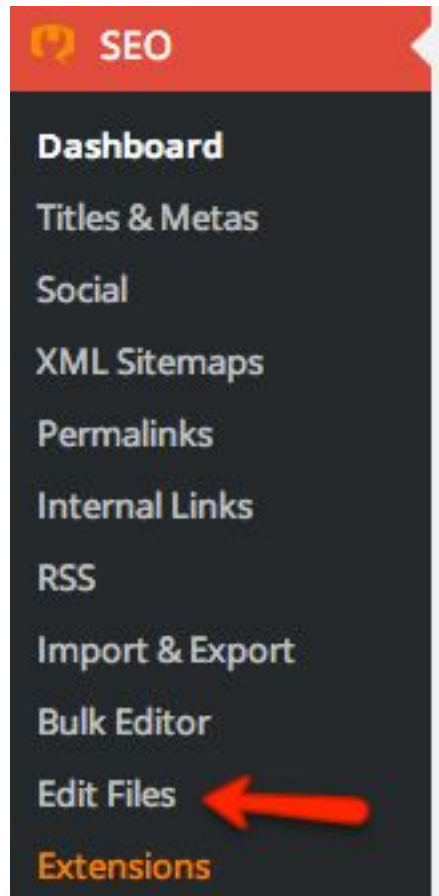 SEO
Dashboard
Titles & Metas
Social
XML Sitemaps
Permalinks
Internal Links
RSS
Import & Export
Bulk Editor
Edit Files
Extensions